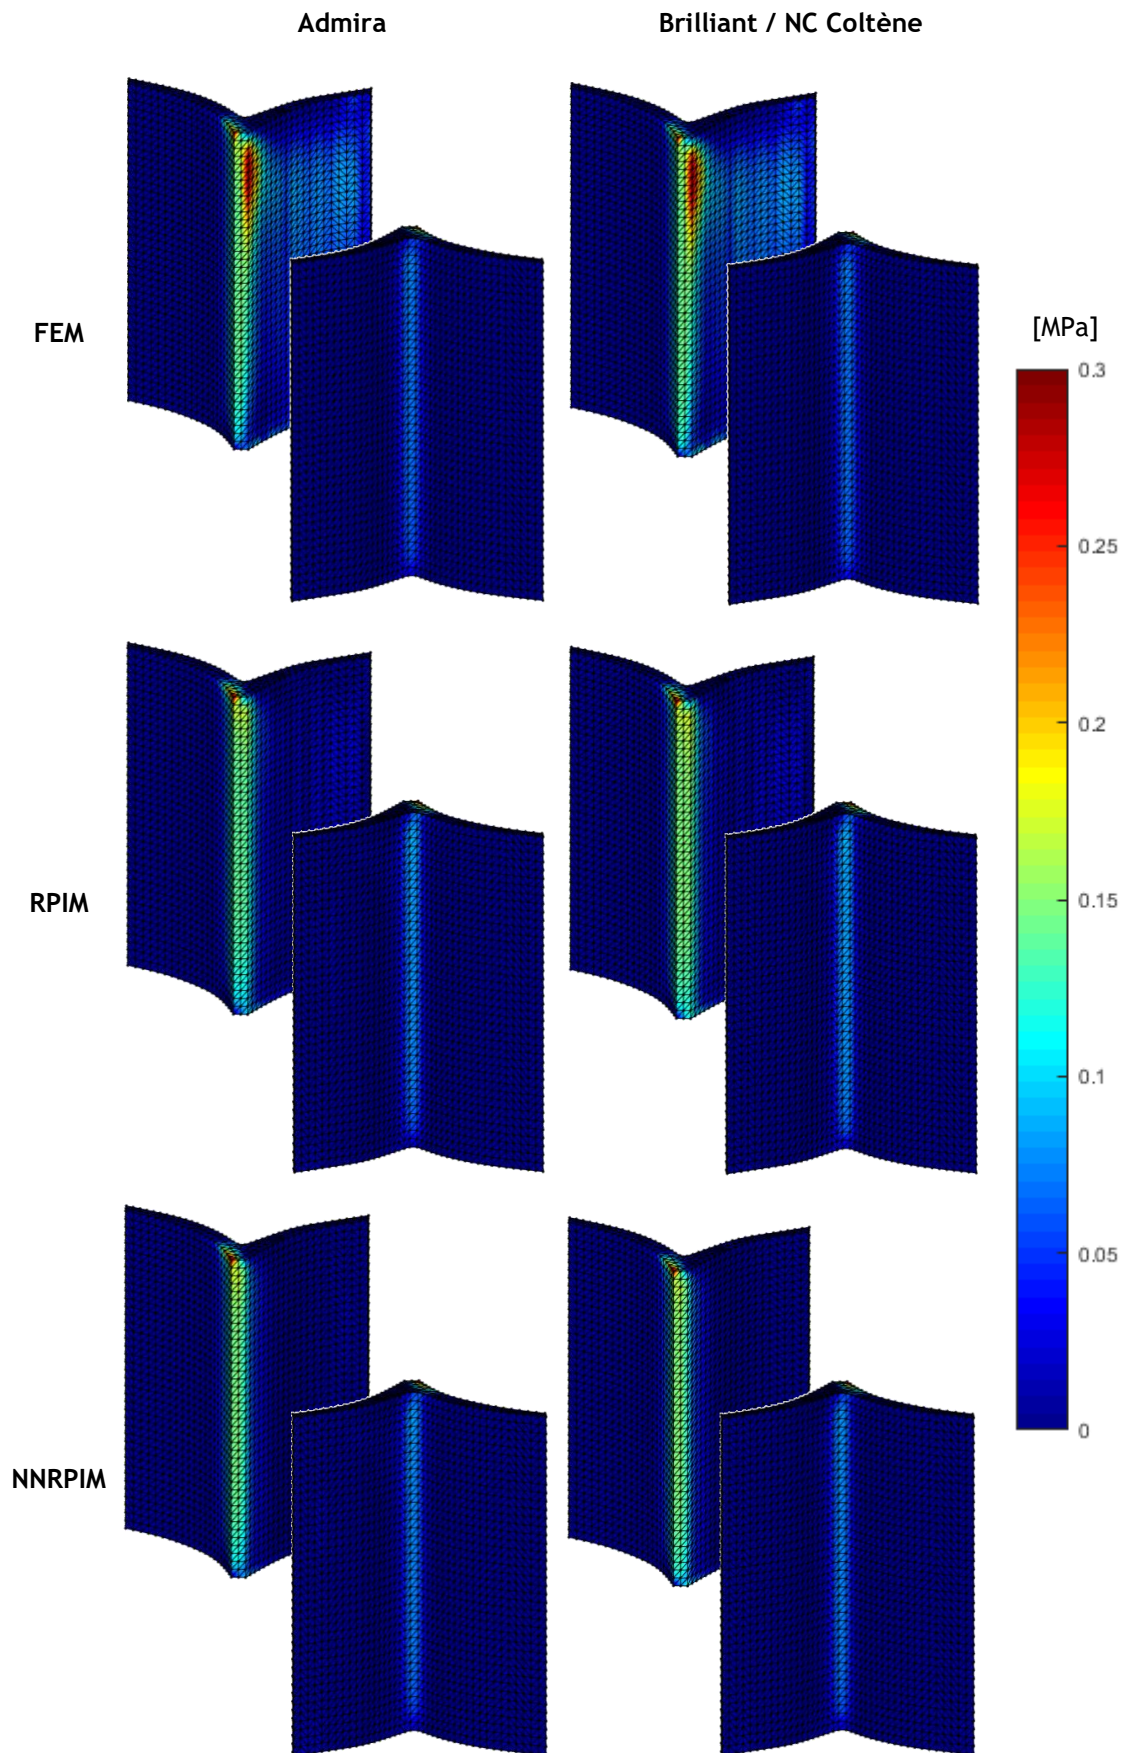 Admira
Brilliant / NC Coltène
FEM
[MPa]
0.3
0.25
0.2
RPIM
0.15
0.1
0.05
0
NNRPIM